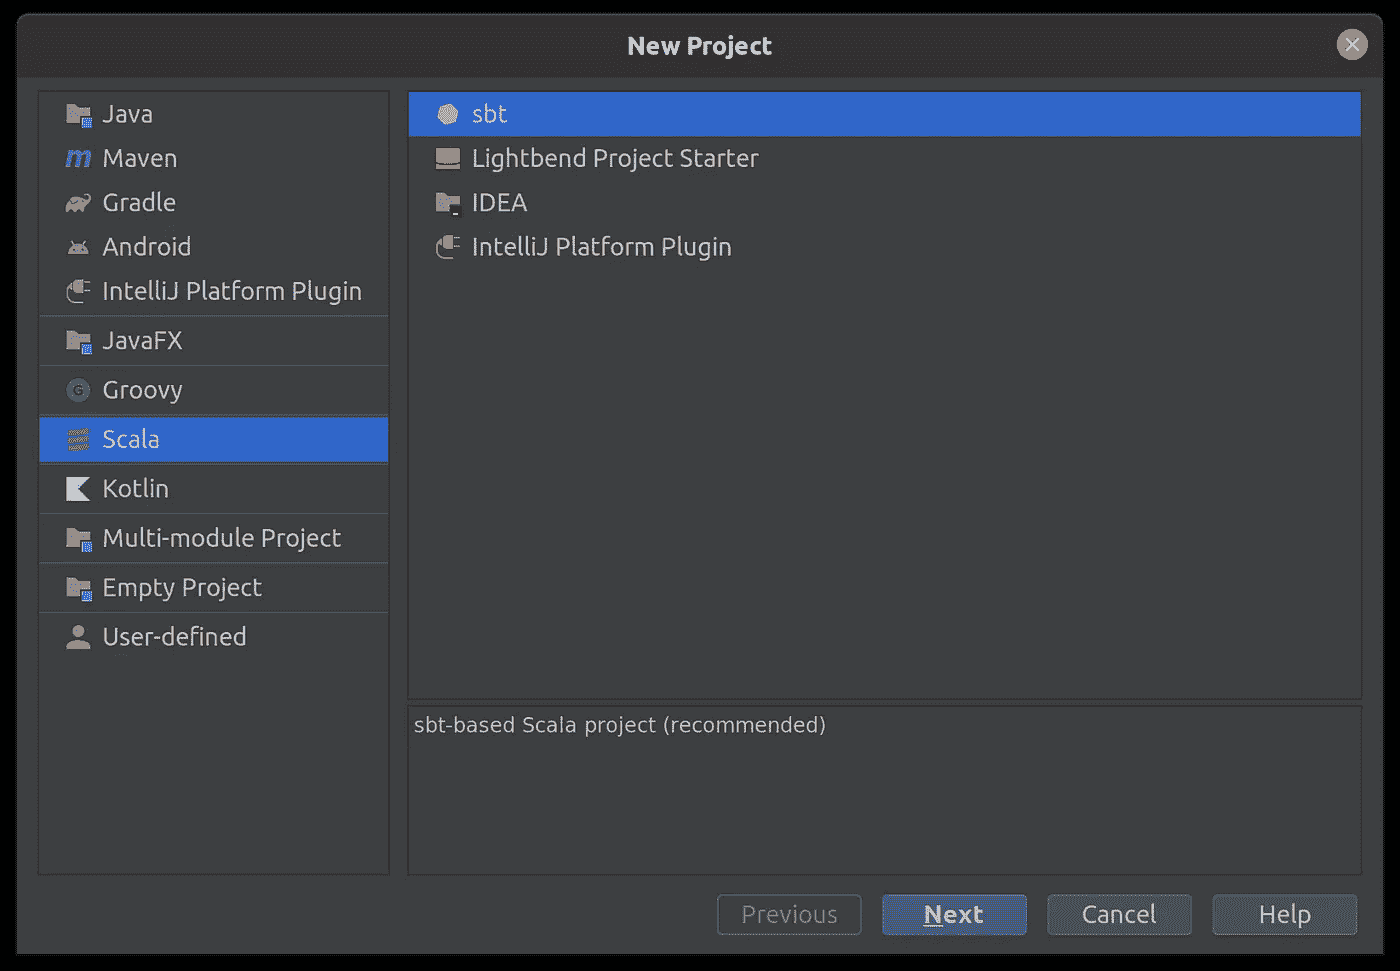 New Project
Java
Maven
Gradle
Android
IntelliJ Platform Plugin
JavaFX
Groovy
Scala
Kotlin
Multi-module Project
Empty Project
User-defined
sbt
Lightbend Project Starter
IDEA
IntelliJ Platform Plugin
sbt-based Scala project (recommended)
Previous
Next
Cancel
Help